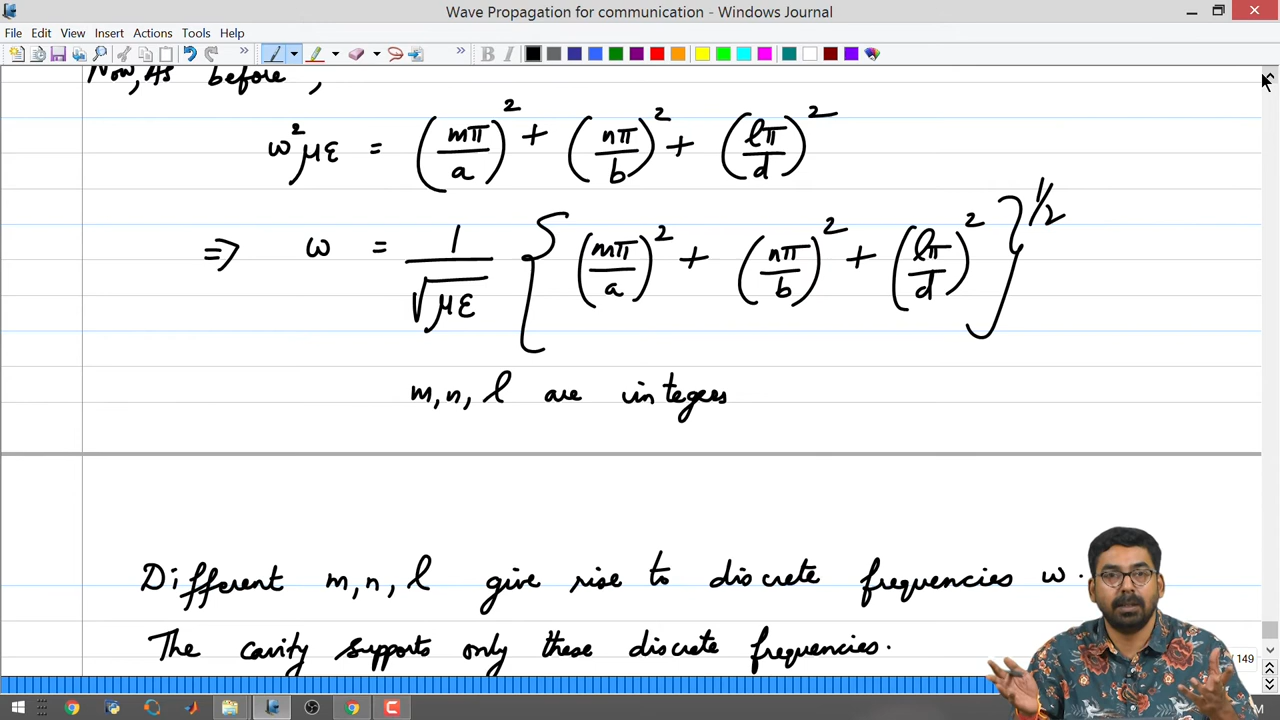 Wave Propagation for communication - Windows Journal
File Edit View Insert Actions Tools Help
B I
Now, As before,
ω²με = (mπ/a)² + (nπ/b)² + (lπ/d)²
⇒ ω = 1/√με { (mπ/a)² + (nπ/b)² + (lπ/d)² }^1/2
m, n, l are integers
Different m, n, l give rise to discrete frequencies ω.
The cavity supports only these discrete frequencies.
/ 149